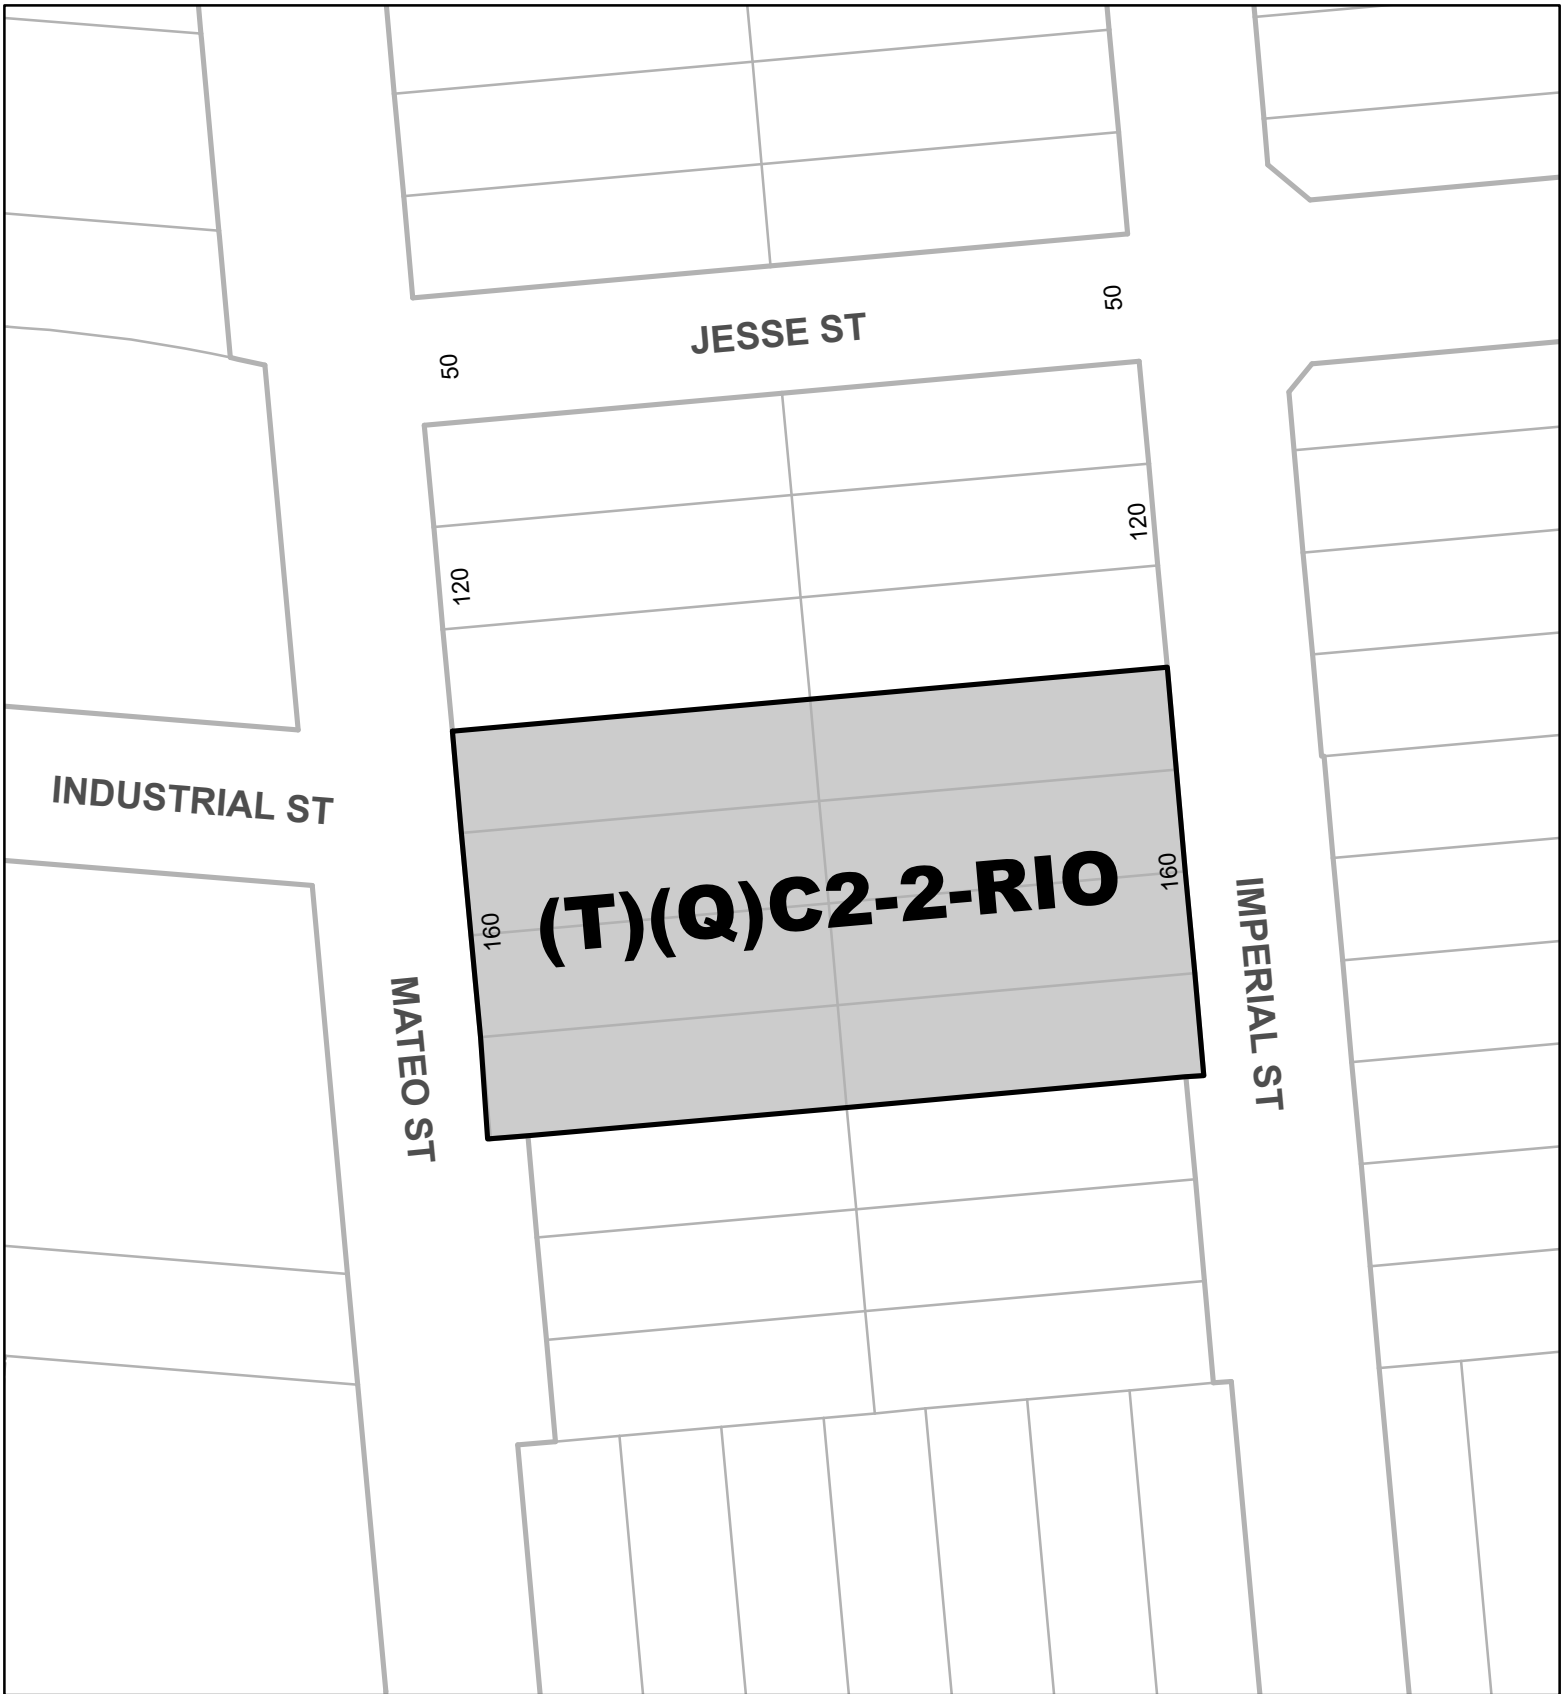 50
JESSE ST
50
120
120
INDUSTRIAL ST
(T)(Q)C2-2-RIO
160
160
MATEO ST
IMPERIAL ST